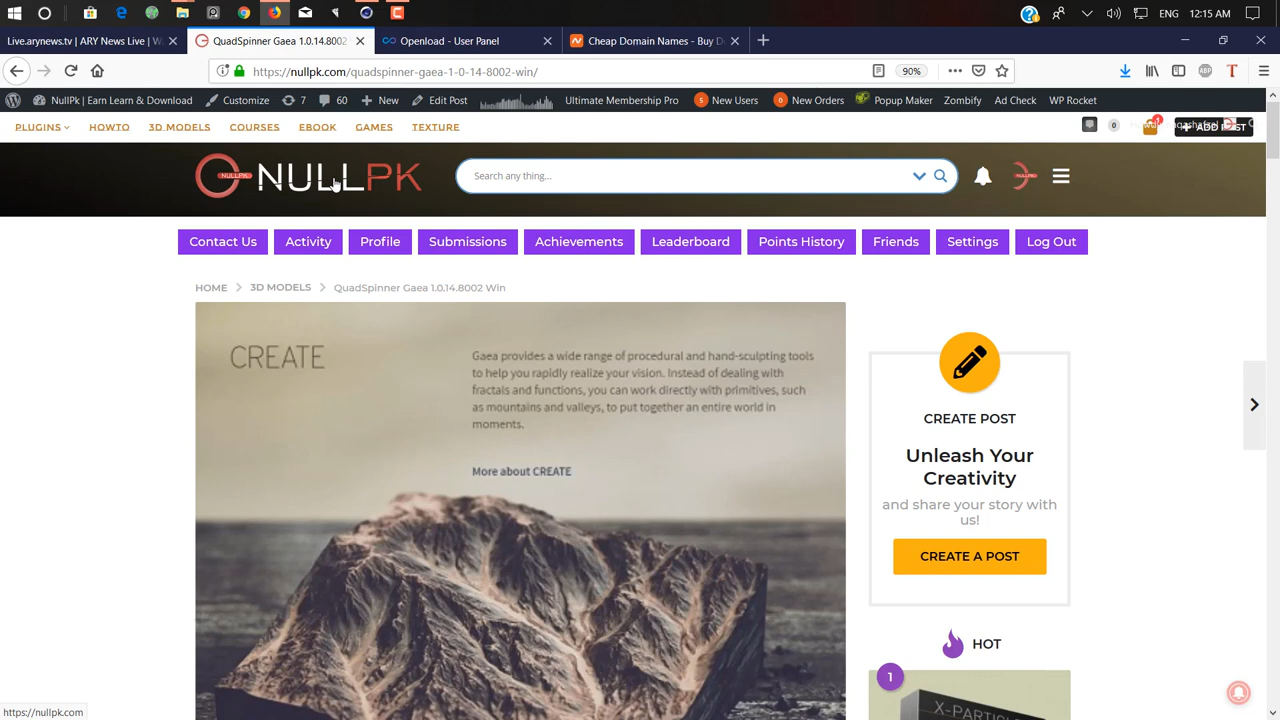 ENG 12:15 AM
Live.arynews.tv | ARY News Live | W
QuadSpinner Gaea 1.0.14.8002
Openload - User Panel
Cheap Domain Names - Buy D
https://nullpk.com/quadspinner-gaea-1-0-14-8002-win/
90%
ABP
T
NullPk | Earn Learn & Download
Customize
7
60
New
Edit Post
Ultimate Membership Pro
5 New Users
0 New Orders
Popup Maker
Zombify
Ad Check
WP Rocket
PLUGINS
HOWTO
3D MODELS
COURSES
EBOOK
GAMES
TEXTURE
0
1
+ ADD POST
NULLPK
NULLPK
Search any thing...
NULLPK
Contact Us
Activity
Profile
Submissions
Achievements
Leaderboard
Points History
Friends
Settings
Log Out
HOME > 3D MODELS > QuadSpinner Gaea 1.0.14.8002 Win
CREATE
Gaea provides a wide range of procedural and hand-sculpting tools
to help you rapidly realize your vision. Instead of dealing with
fractals and functions, you can work directly with primitives, such
as mountains and valleys, to put together an entire world in
moments.
More about CREATE
CREATE POST
Unleash Your
Creativity
and share your story with
us!
CREATE A POST
HOT
1
X-PARTICL
https://nullpk.com